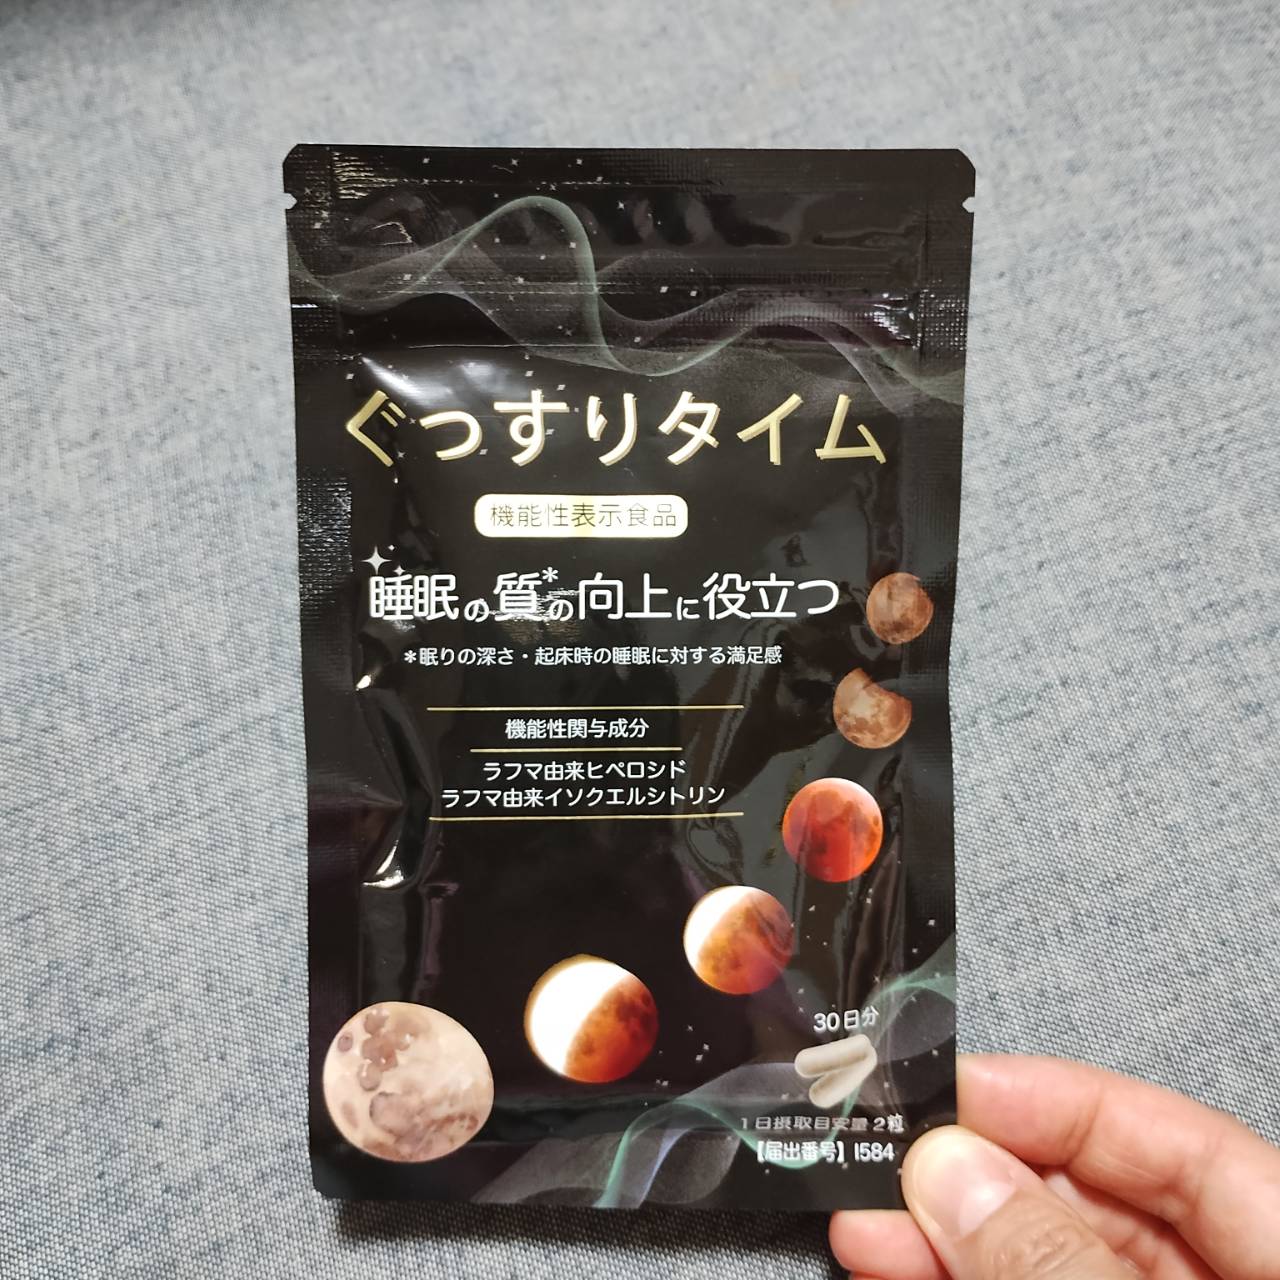 ぐっすりタイム
機能性表示食品
睡眠の質*の向上に役立つ
*眠りの深さ・起床時の睡眠に対する満足感
機能性関与成分
ラフマ由来ヒペロシド
ラフマ由来イソクエルシトリン
30日分
1日摂取目安量2粒
【届出番号】I584